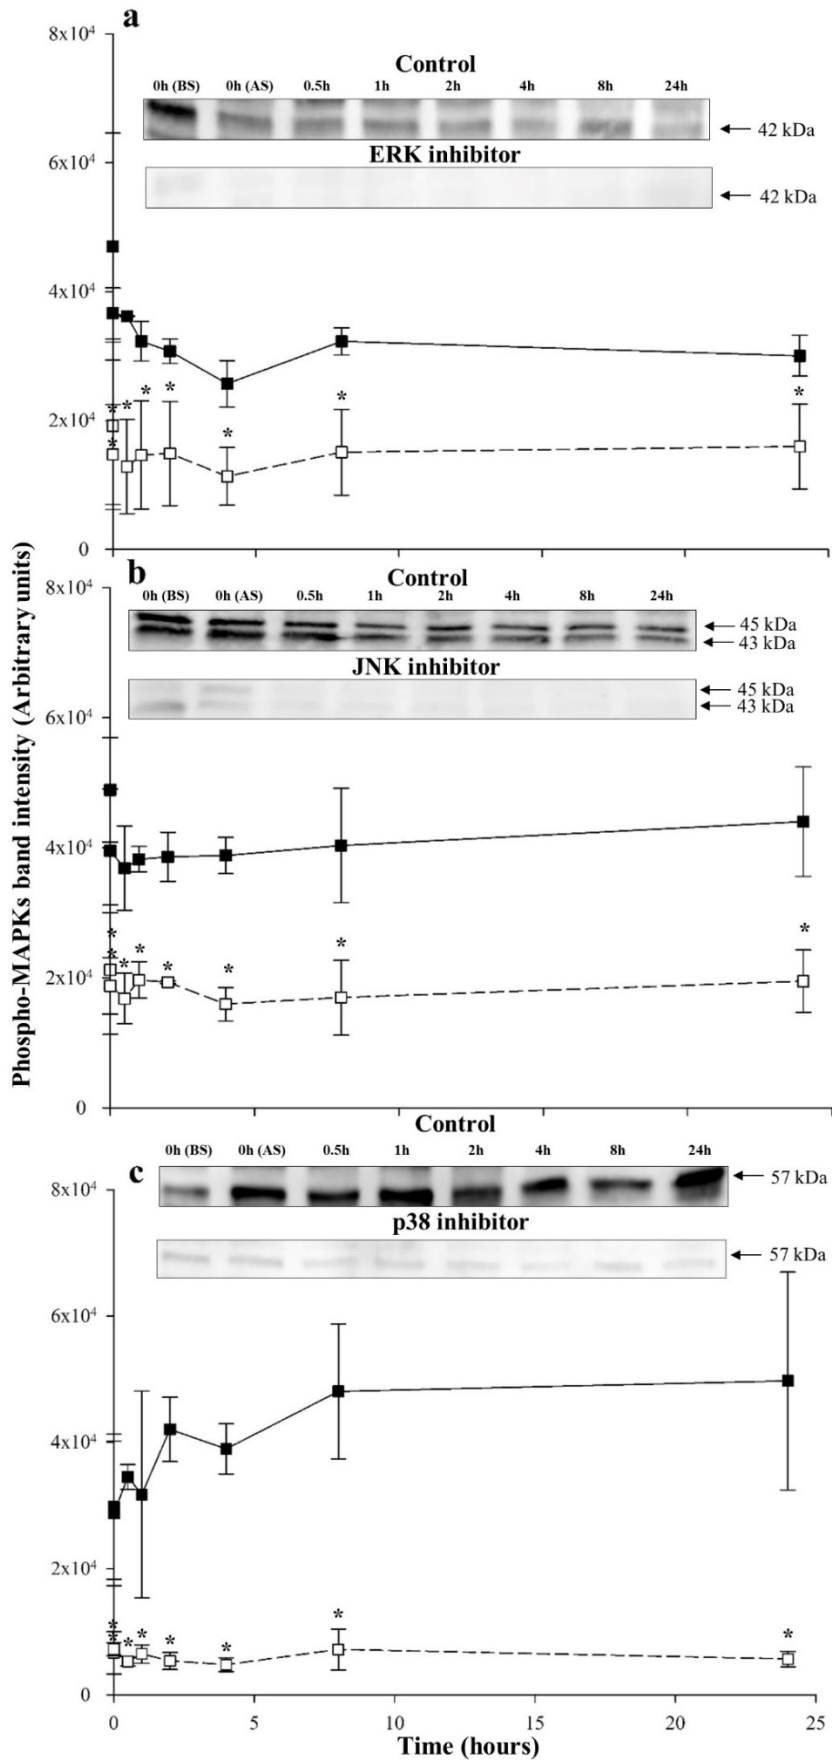 a
8x10⁴
Control
0h (BS) 0h (AS) 0.5h 1h 2h 4h 8h 24h
42 kDa
ERK inhibitor
6x10⁴
42 kDa
4x10⁴
* * * * * * * *
2x10⁴
0
b
8x10⁴
Control
0h (BS) 0h (AS) 0.5h 1h 2h 4h 8h 24h
45 kDa
43 kDa
JNK inhibitor
45 kDa
43 kDa
6x10⁴
4x10⁴
* * * * * * * *
2x10⁴
0
Phospho-MAPKs band intensity (Arbitrary units)
Control
c
0h (BS) 0h (AS) 0.5h 1h 2h 4h 8h 24h
57 kDa
8x10⁴
p38 inhibitor
57 kDa
6x10⁴
4x10⁴
2x10⁴
* * * * * * * *
0
0 5 10 15 20 25
Time (hours)